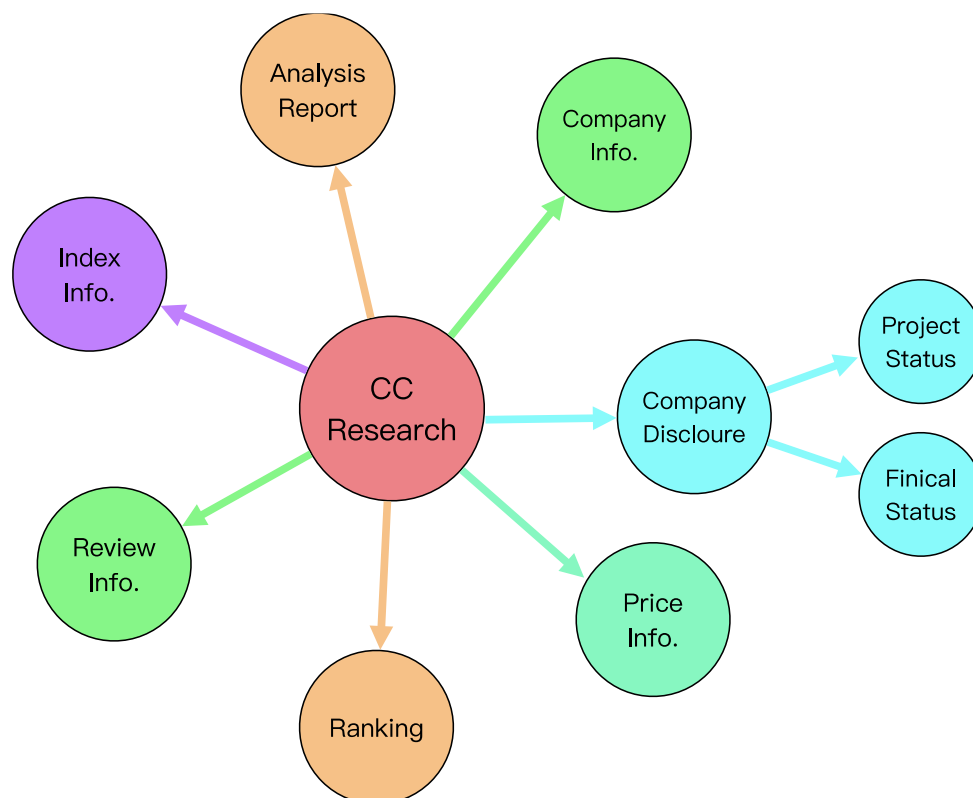 Analysis
Report
Company
Info.
Index
Info.
Project
Status
CC
Research
Company
Discloure
Finical
Status
Review
Info.
Price
Info.
Ranking